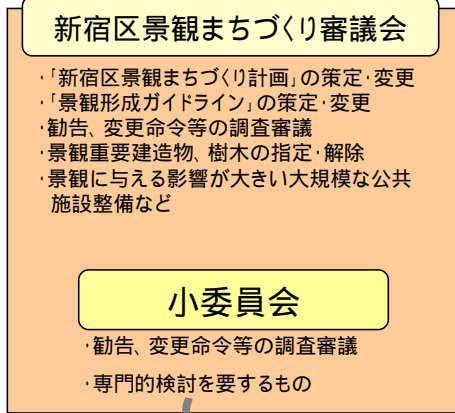 新宿区景観まちづくり審議会
･｢新宿区景観まちづくり計画｣の策定･変更
･｢景観形成ガイドライン｣の策定･変更
･勧告、変更命令等の調査審議
･景観重要建造物、樹木の指定･解除
･景観に与える影響が大きい大規模な公共
施設整備など
小委員会
･勧告、変更命令等の調査審議
･専門的検討を要するもの